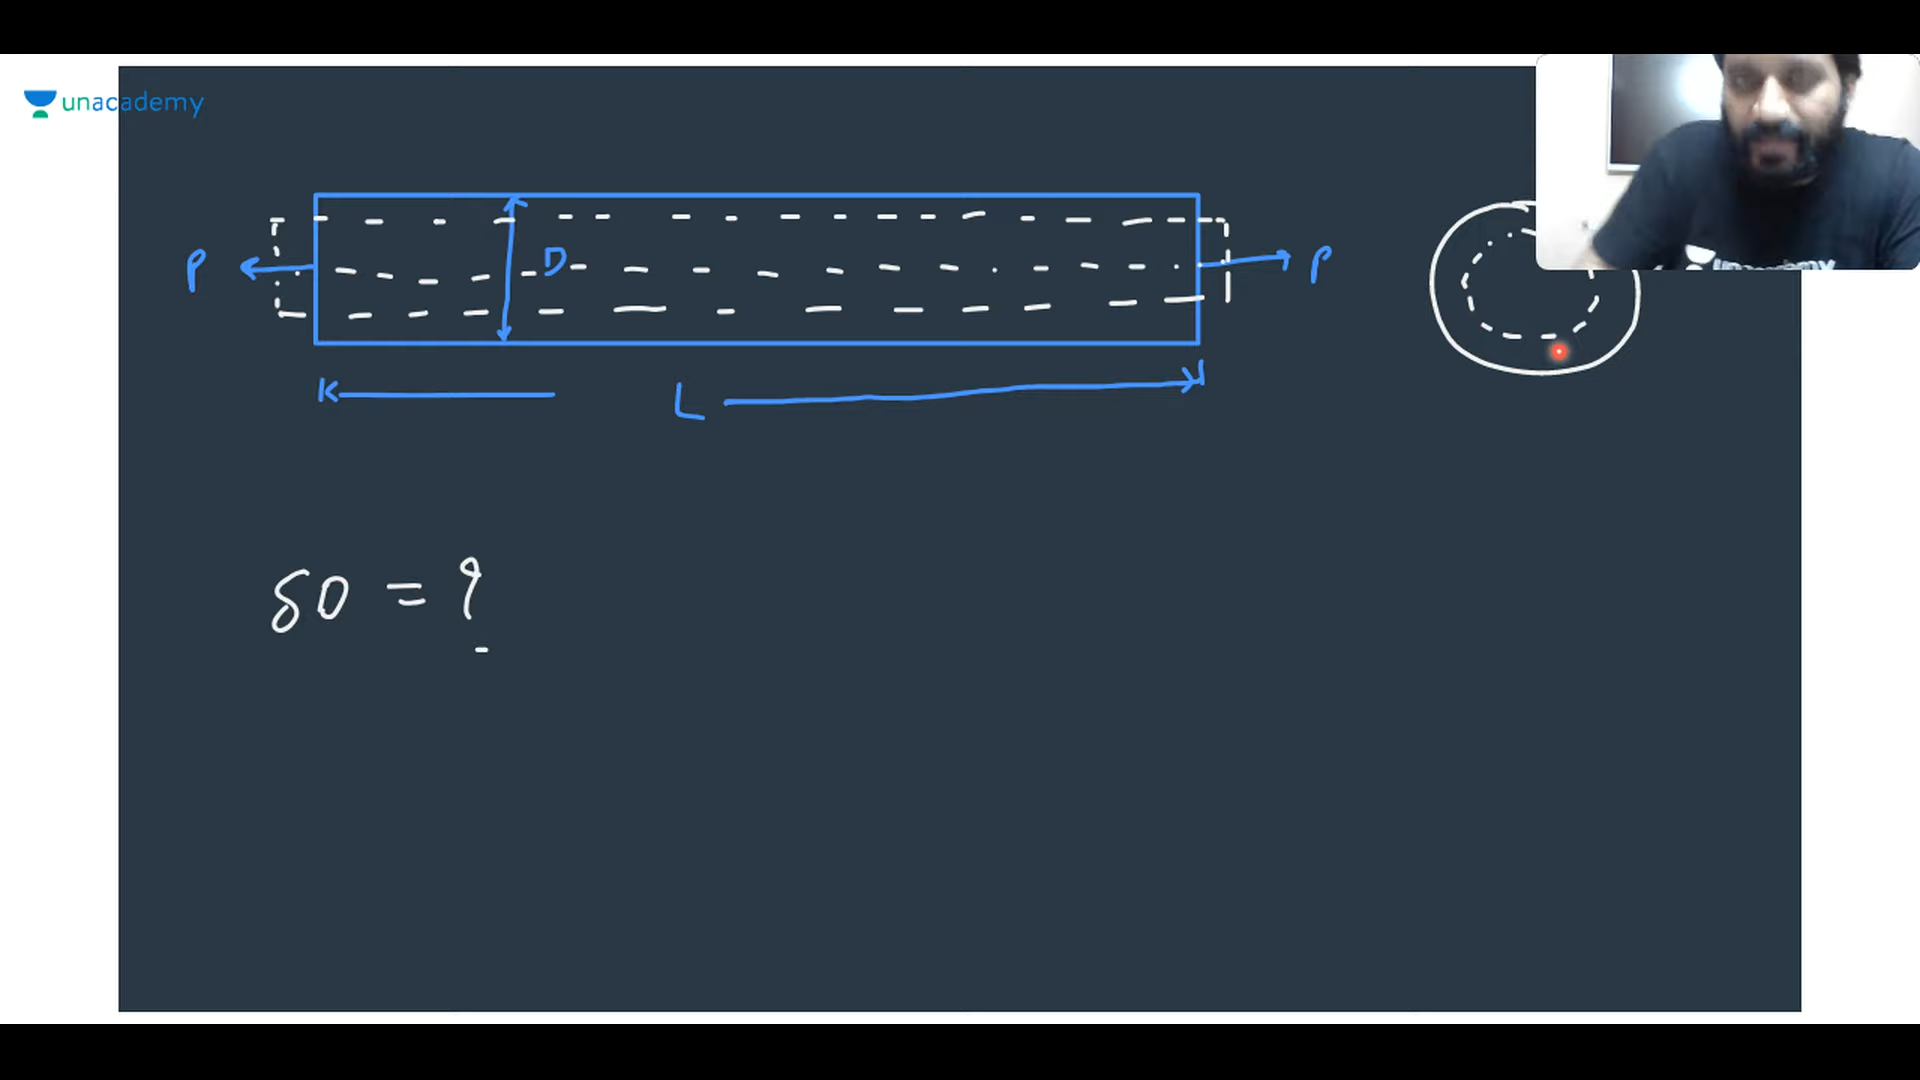 unacademy
P
D
P
L
δD = ?